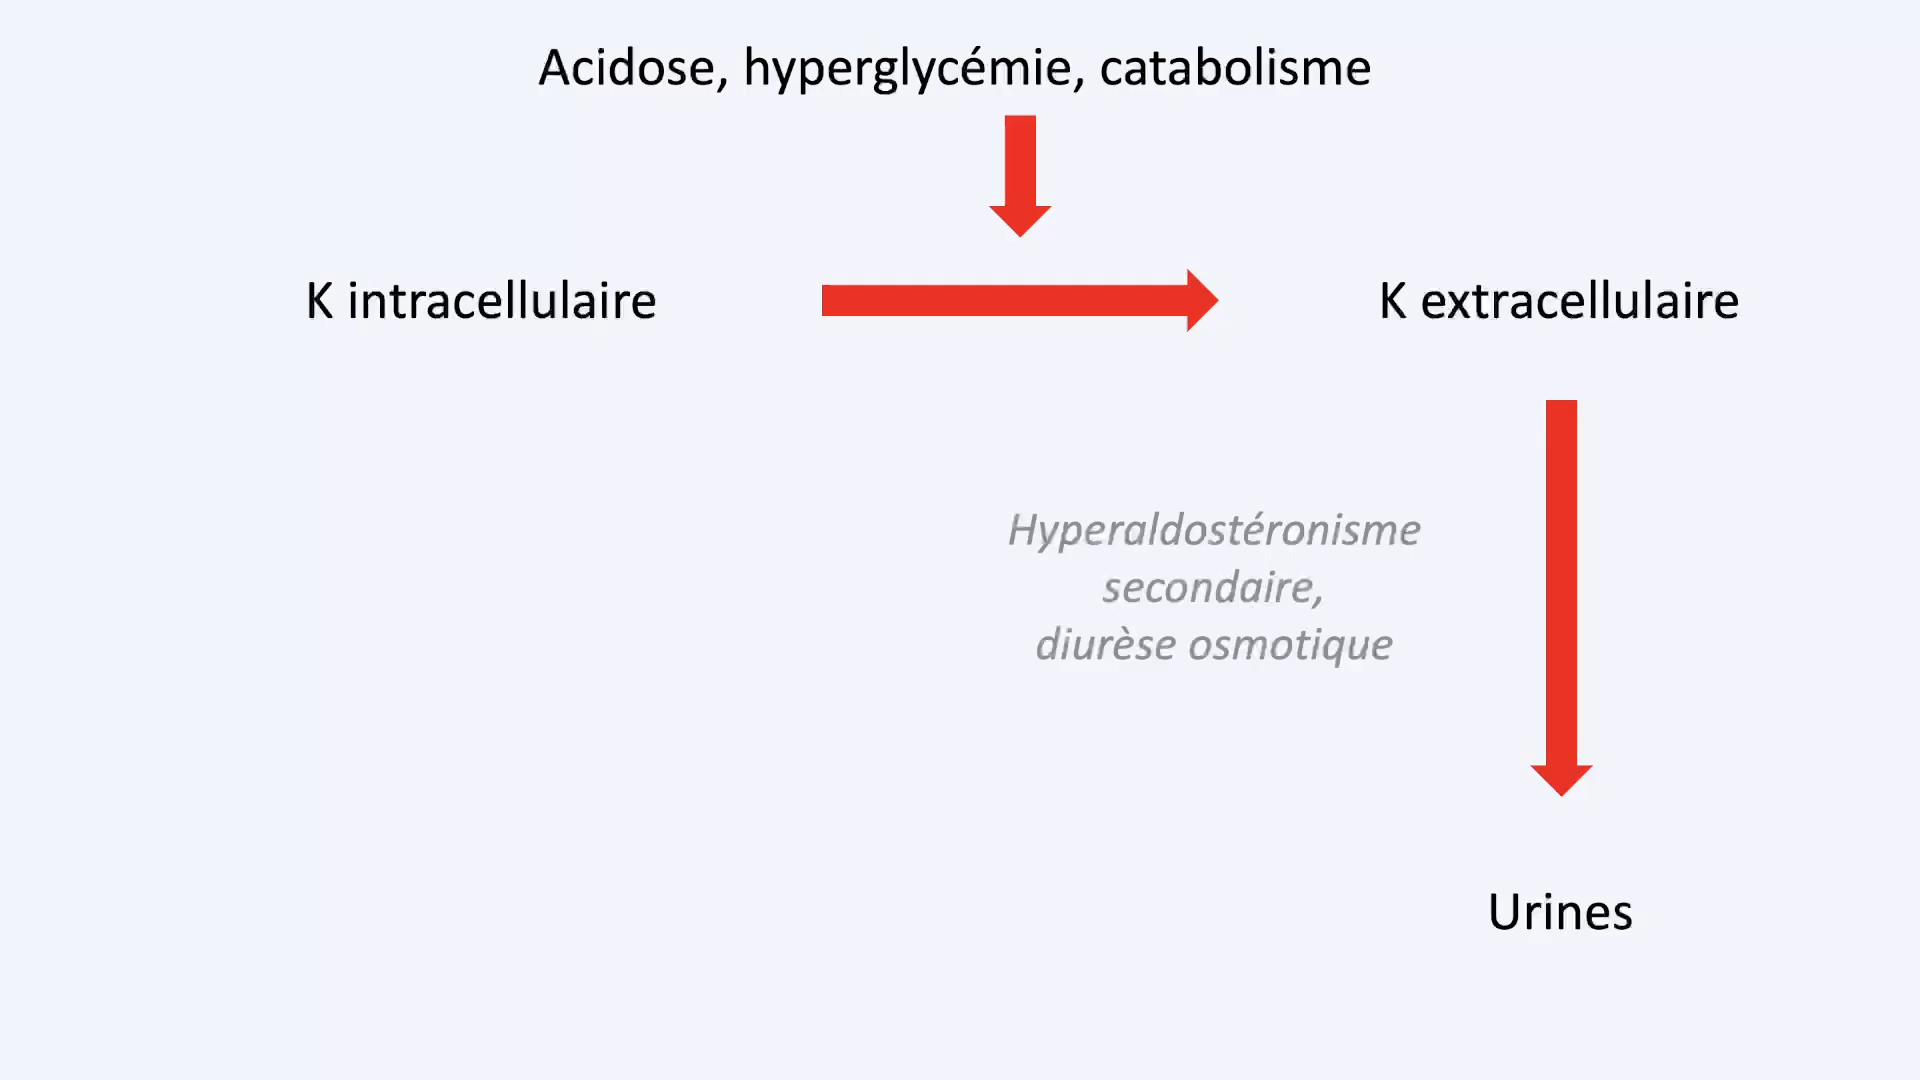 Acidose, hyperglycémie, catabolisme
K intracellulaire
K extracellulaire
Hyperaldostéronisme
secondaire,
diurèse osmotique
Urines